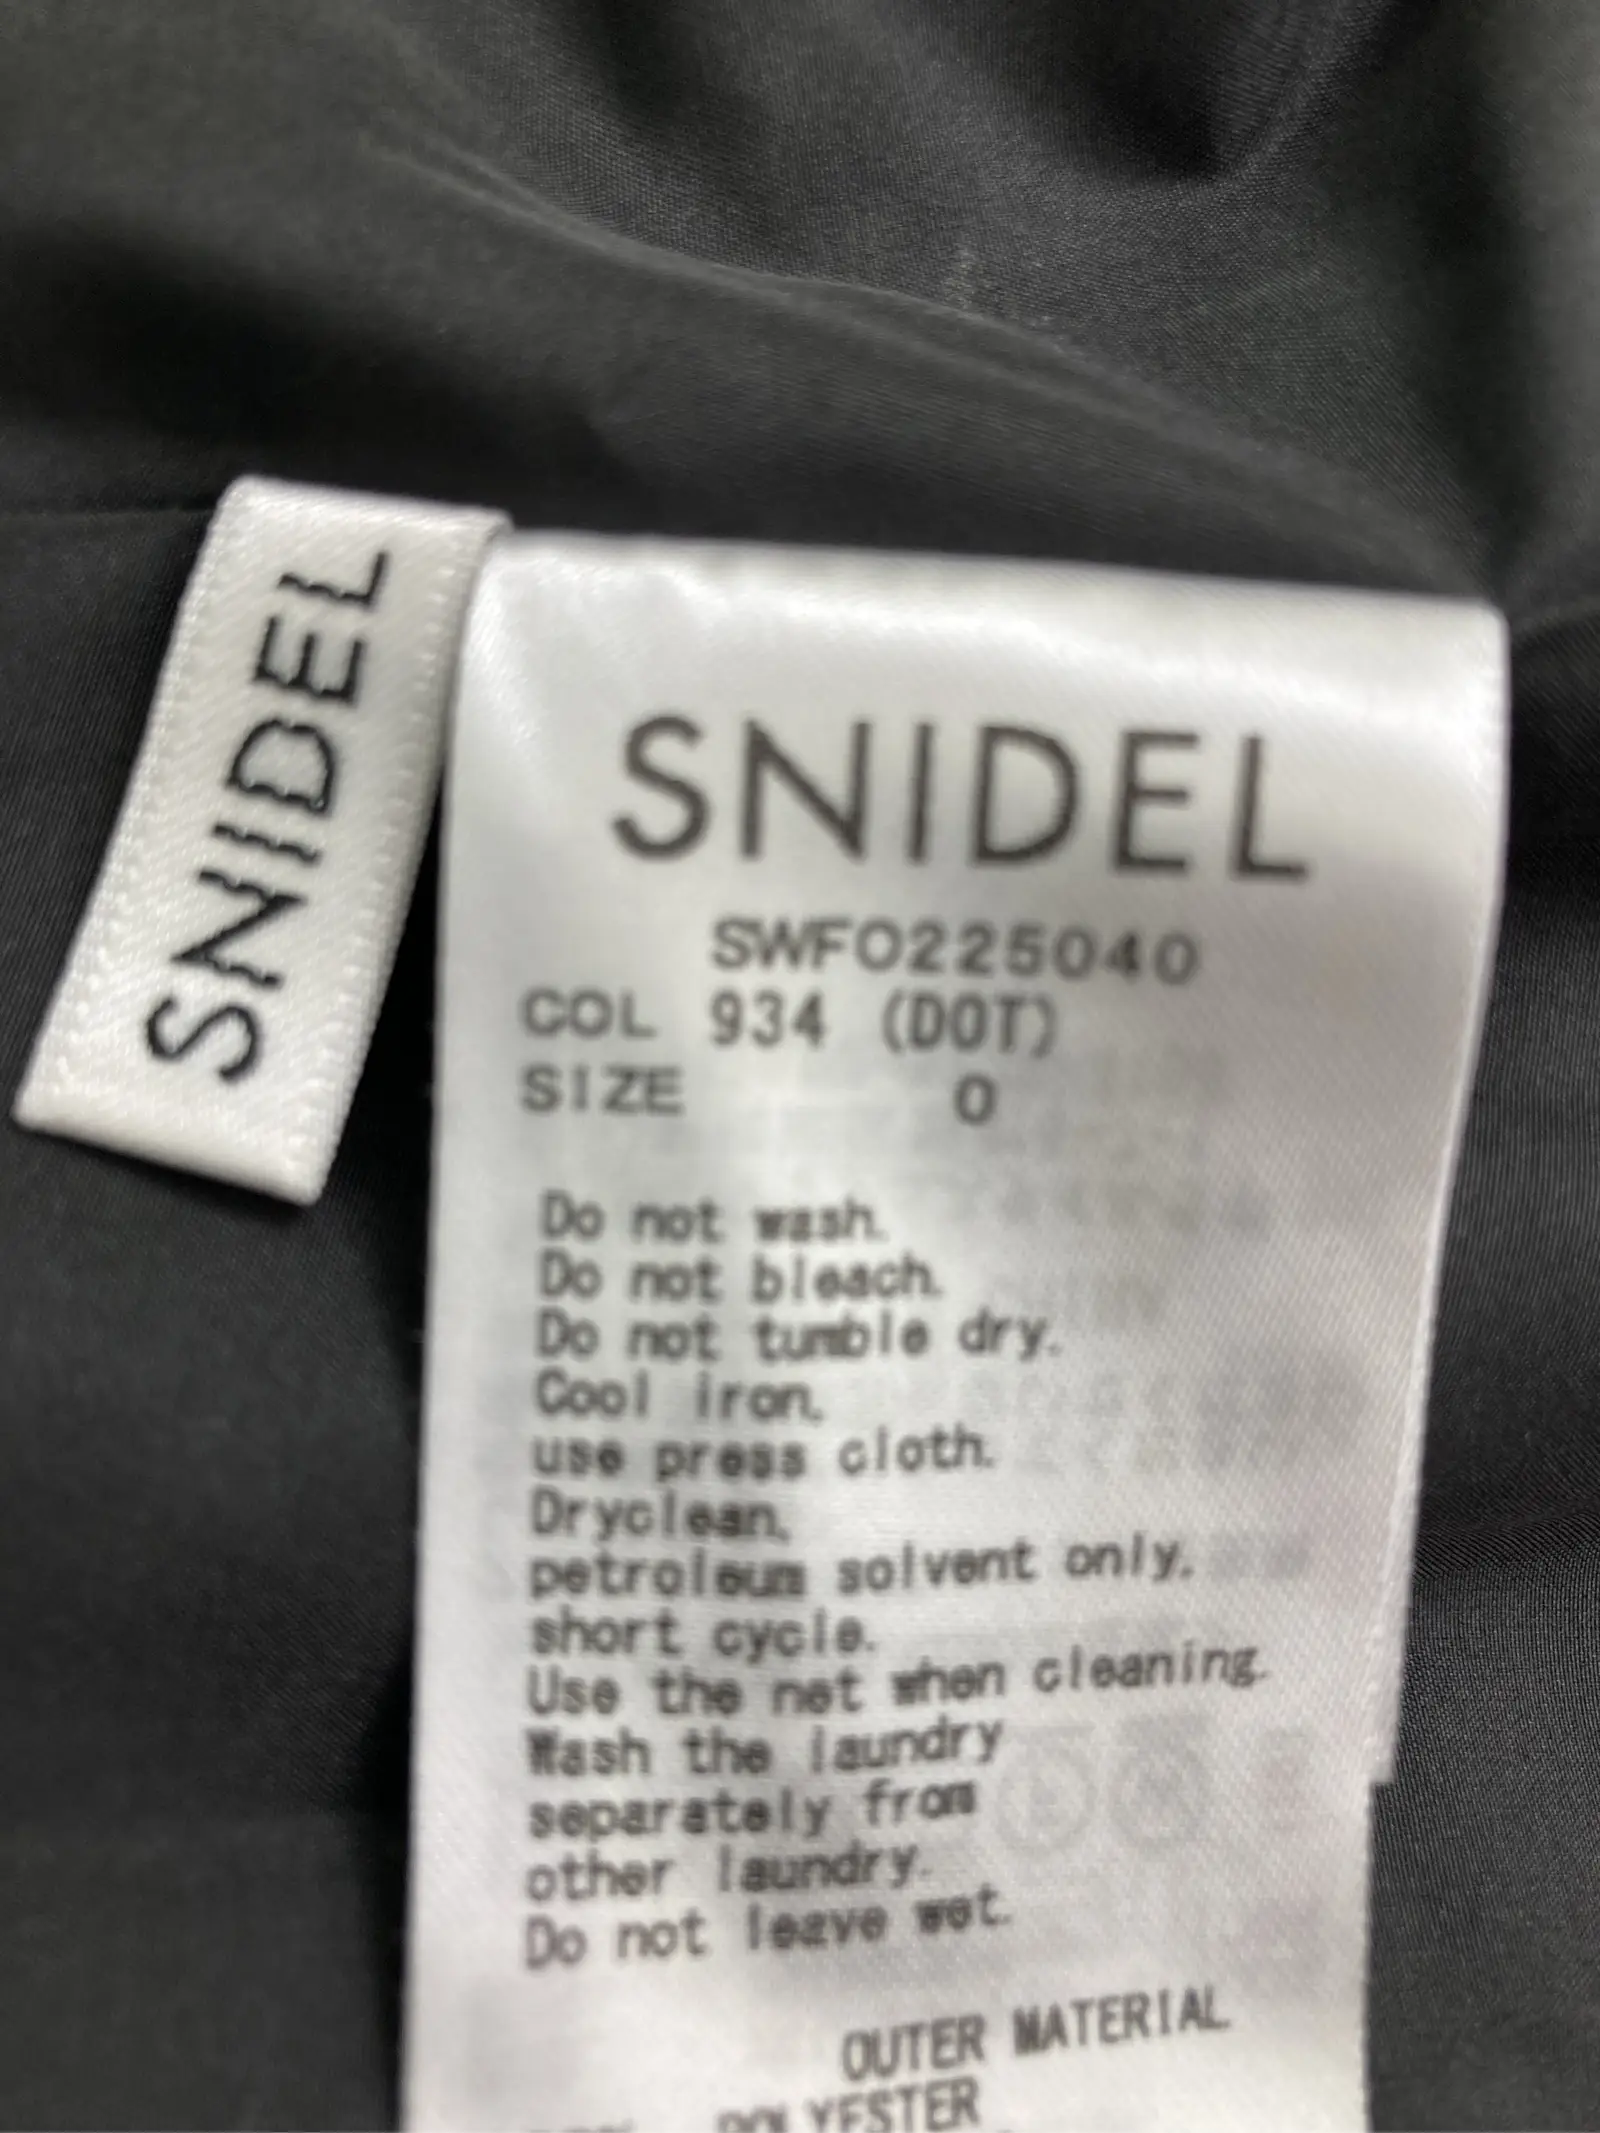 SNIDEL
SNIDEL
SWFO225040
COL 934 (DOT)
SIZE 0
Do not wash.
Do not bleach.
Do not tumble dry.
Cool iron,
use press cloth.
Dryclean,
petroleum solvent only,
short cycle.
Use the net when cleaning.
Wash the laundry
separately from
other laundry.
Do not leave wet.
OUTER MATERIAL
POLYESTER